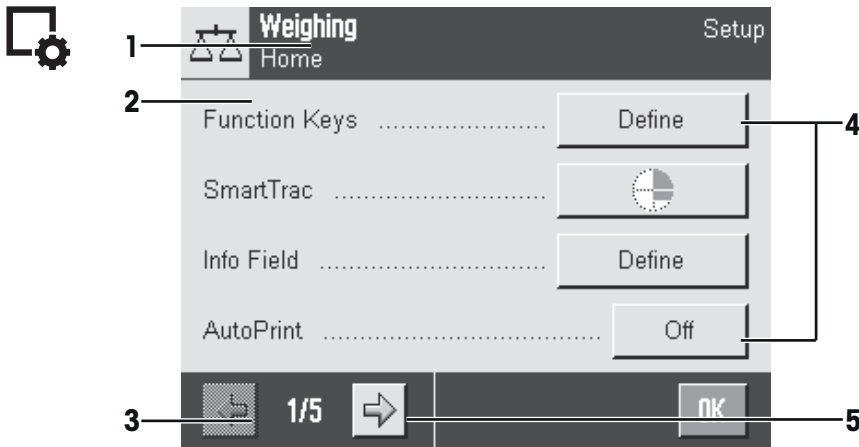 Weighing
Home
Setup
1
2
Function Keys ........................ Define
4
SmartTrac ..............................
Info Field ................................ Define
AutoPrint ....................................... Off
3
1/5
OK
5